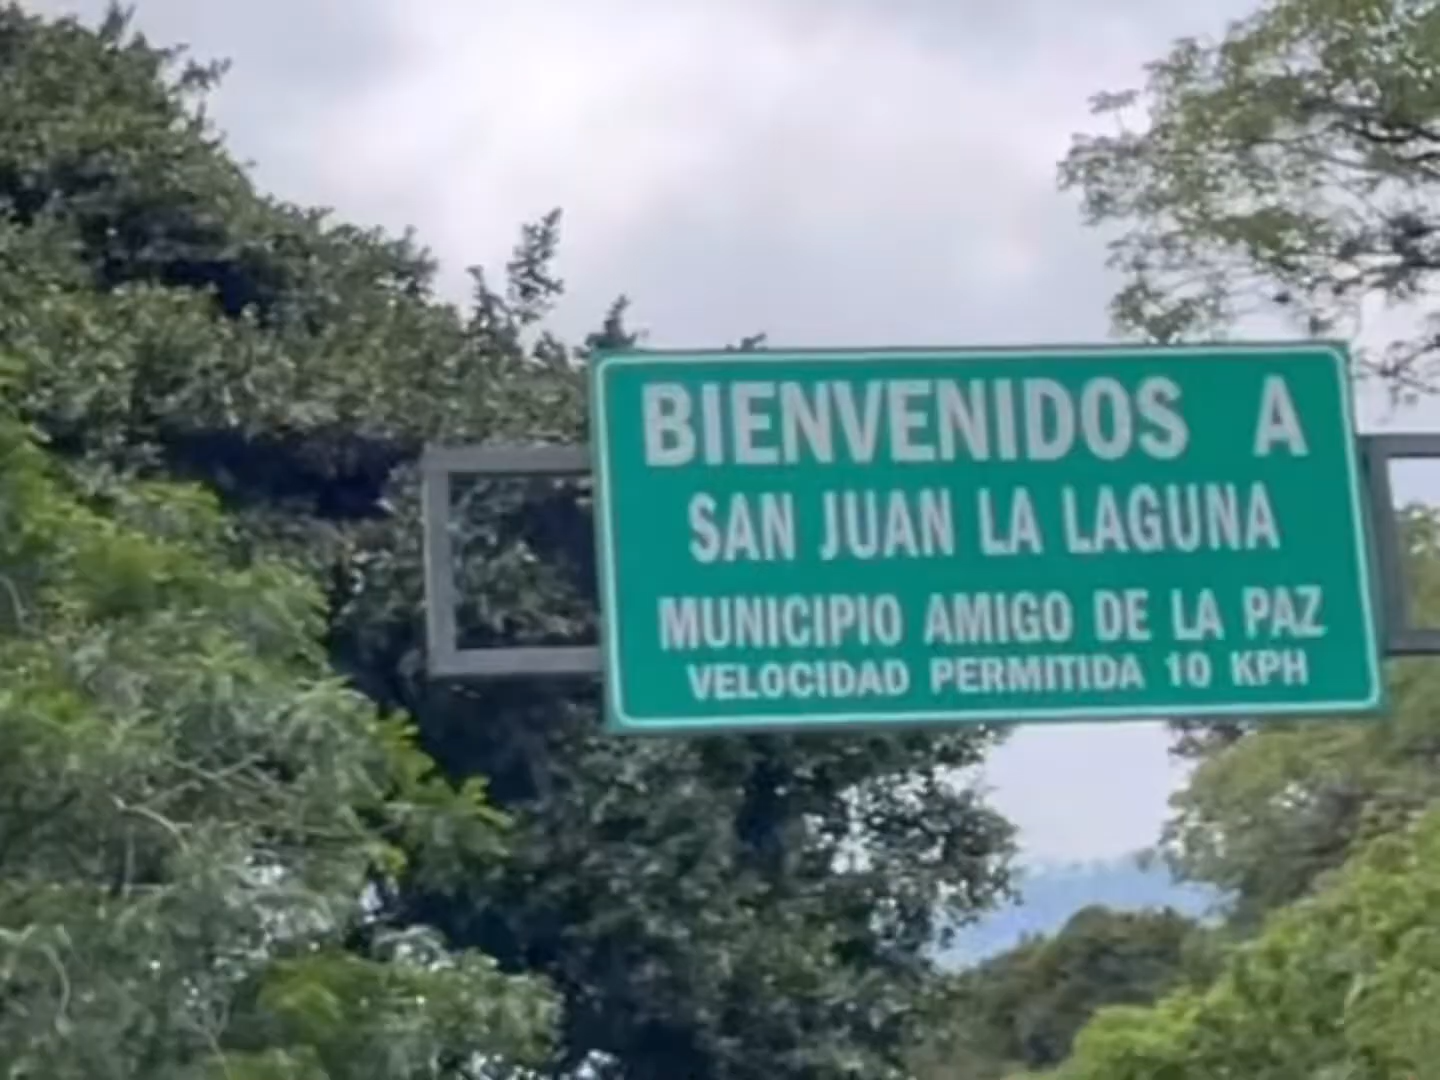 BIENVENIDOS A
SAN JUAN LA LAGUNA
MUNICIPIO AMIGO DE LA PAZ
VELOCIDAD PERMITIDA 10 KPH